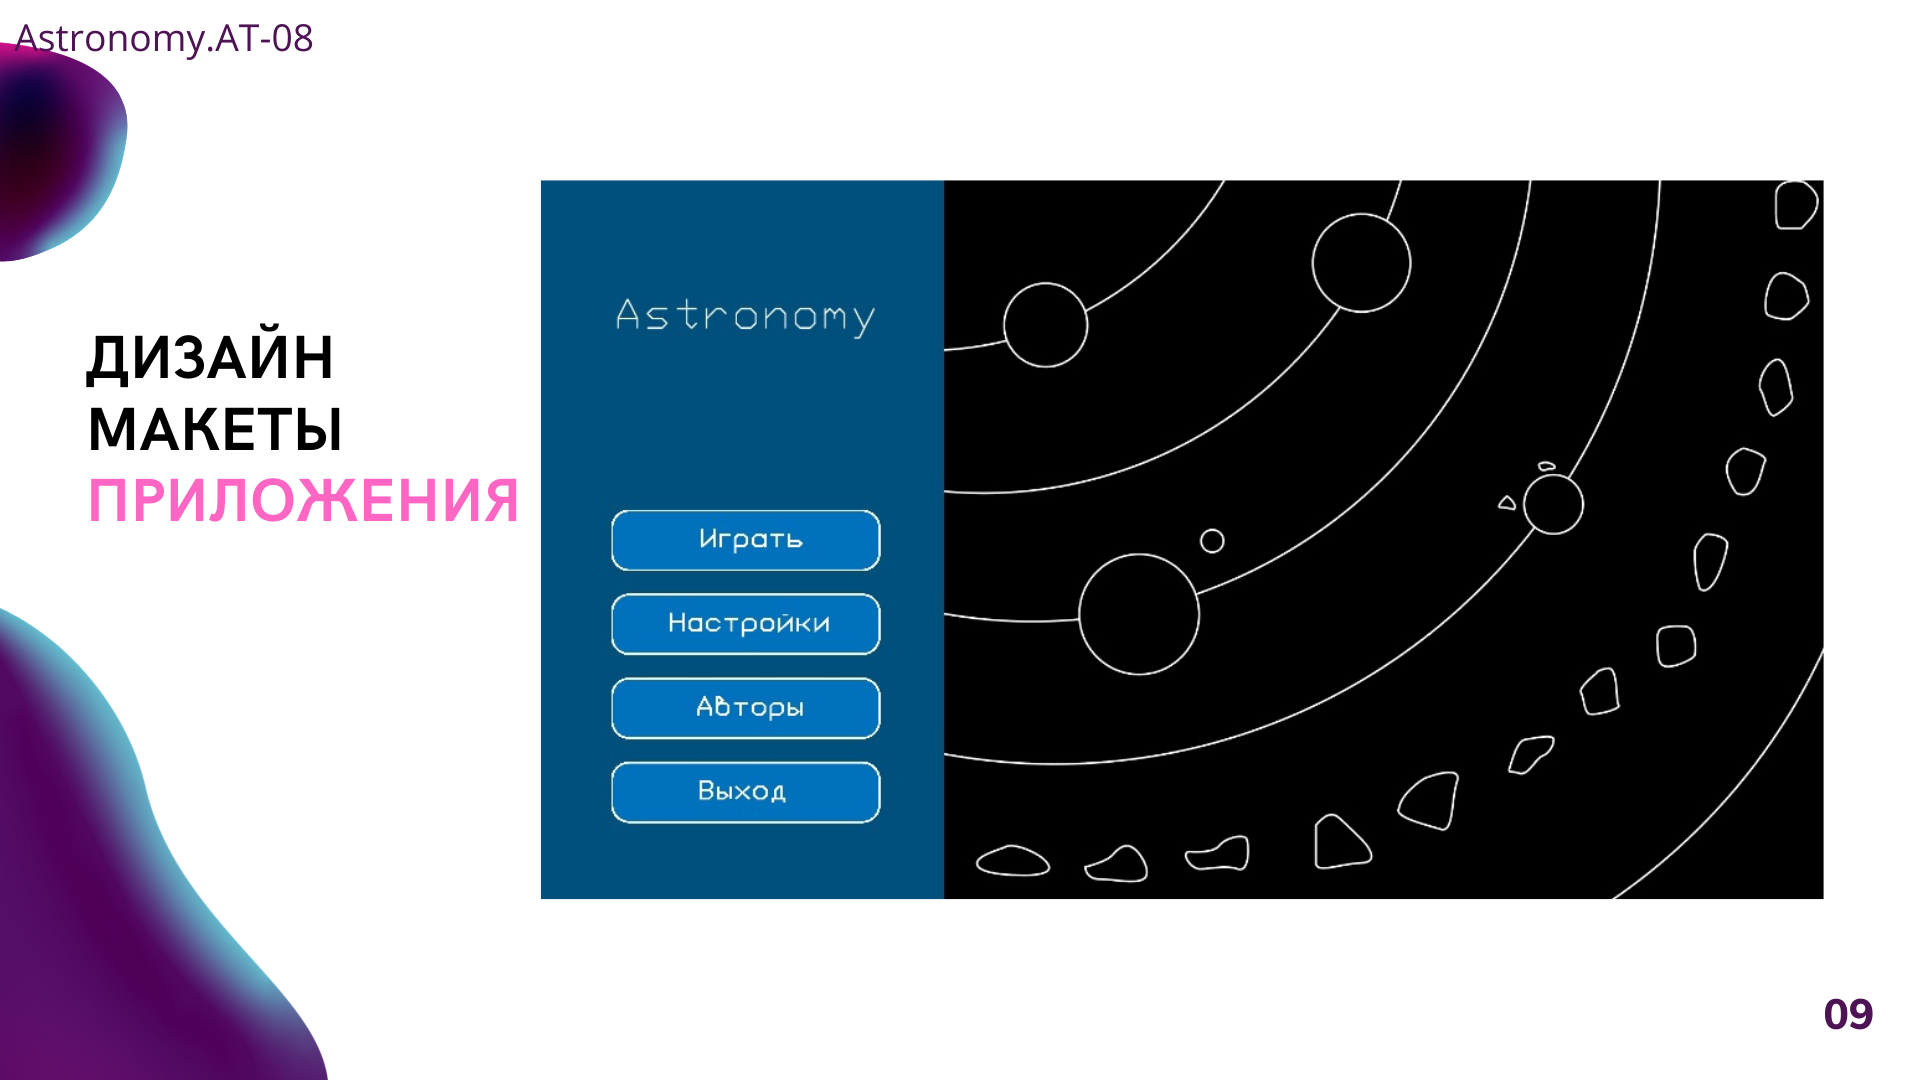 Astronomy.AT-08
ДИЗАЙН
МАКЕТЫ
ПРИЛОЖЕНИЯ
Astronomy
Играть
Настройки
Авторы
Выход
09